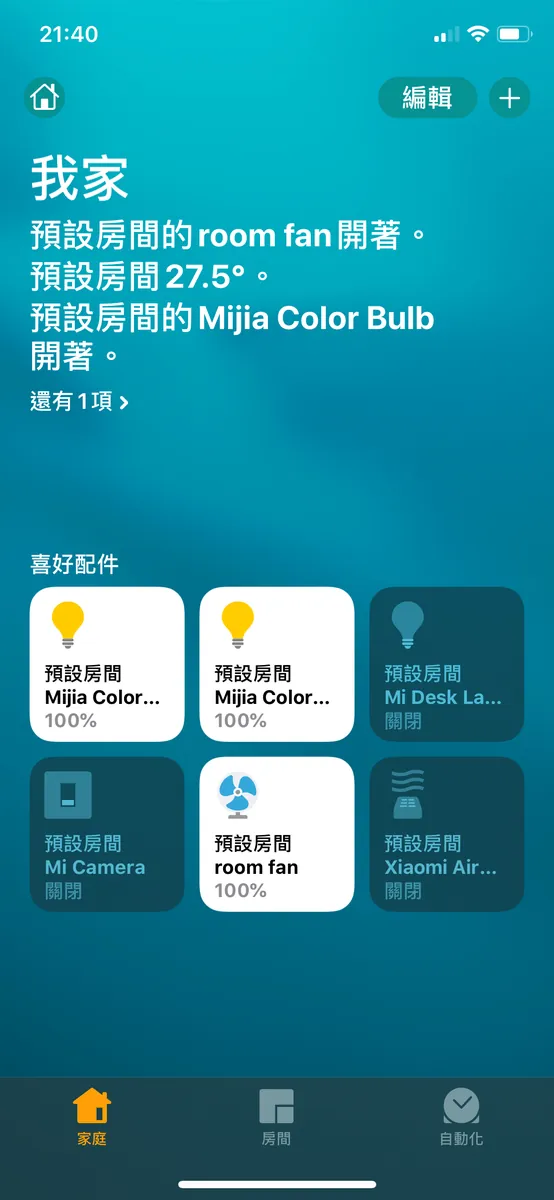 21:40
編輯
我家
預設房間的room fan開著。
預設房間27.5°。
預設房間的Mijia Color Bulb
開著。
還有1項
喜好配件
預設房間
Mijia Color...
100%
預設房間
Mijia Color...
100%
預設房間
Mi Desk La...
關閉
預設房間
Mi Camera
關閉
預設房間
room fan
100%
預設房間
Xiaomi Air...
關閉
家庭
房間
自動化